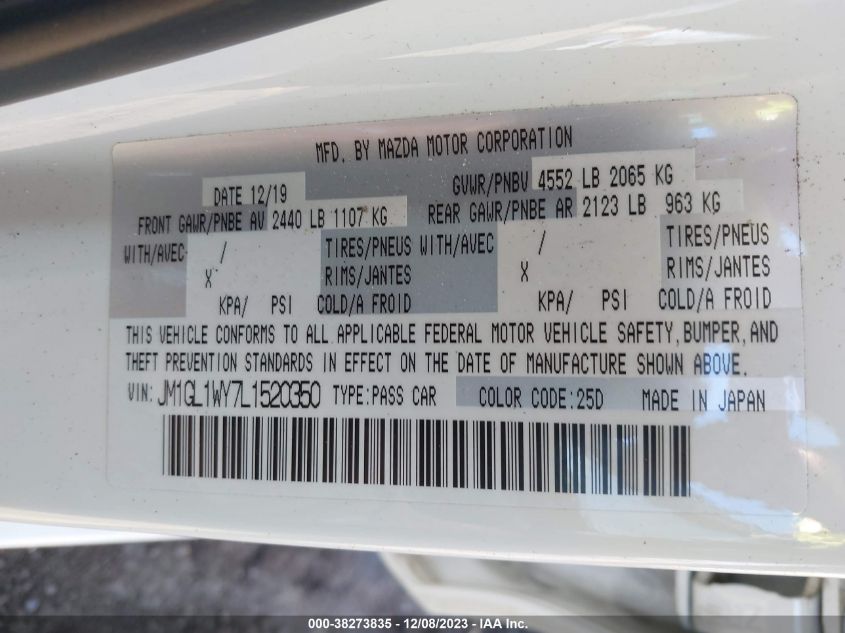 MFD. BY MAZDA MOTOR CORPORATION
DATE 12/19 GVWR/PNBV 4552 LB 2065 KG
FRONT GAWR/PNBE AV 2440 LB 1107 KG REAR GAWR/PNBE AR 2123 LB 963 KG
WITH/AVEC / TIRES/PNEUS WITH/AVEC / TIRES/PNEUS
X RIMS/JANTES X RIMS/JANTES
KPA/ PSI COLD/A FROID KPA/ PSI COLD/A FROID
THIS VEHICLE CONFORMS TO ALL APPLICABLE FEDERAL MOTOR VEHICLE SAFETY, BUMPER, AND
THEFT PREVENTION STANDARDS IN EFFECT ON THE DATE OF MANUFACTURE SHOWN ABOVE.
VIN: JM1GL1WY7L1520350 TYPE:PASS CAR COLOR CODE:25D MADE IN JAPAN
000-38273835 - 12/08/2023 - IAA Inc.